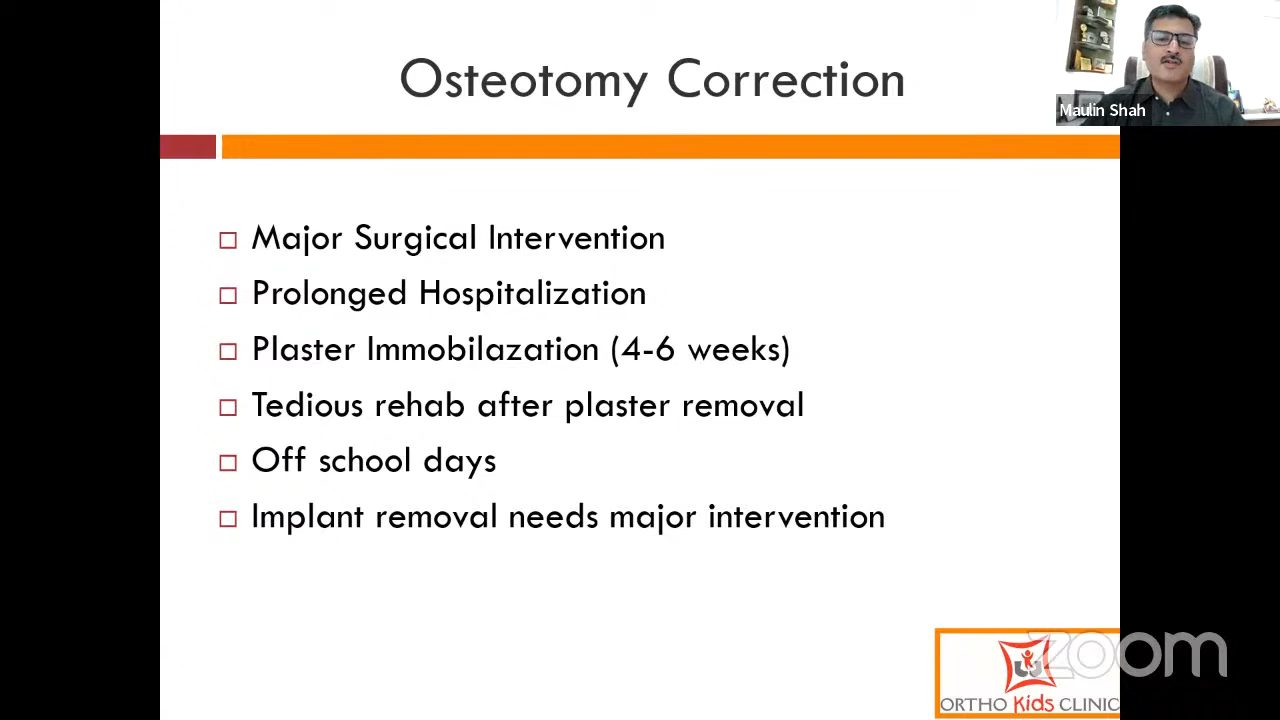 Osteotomy Correction
Maulin Shah
Major Surgical Intervention
Prolonged Hospitalization
Plaster Immobilazation (4-6 weeks)
Tedious rehab after plaster removal
Off school days
Implant removal needs major intervention
zoom
ORTHO Kids CLINIC